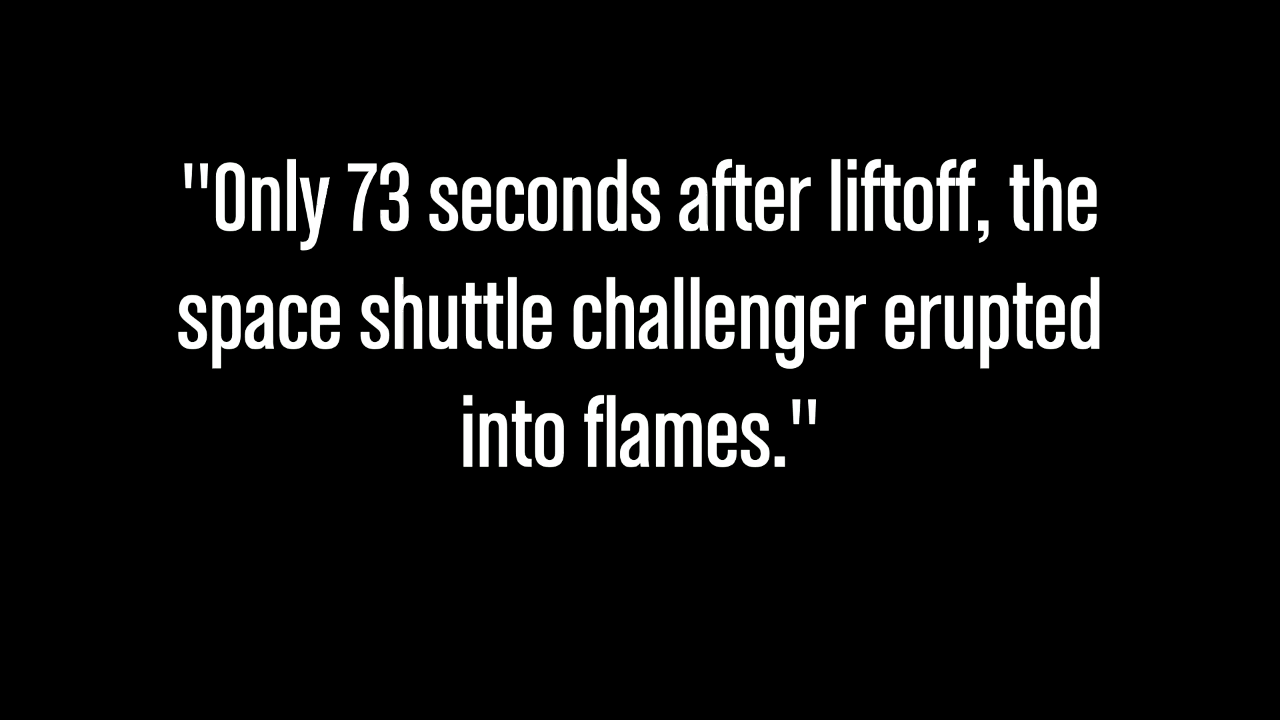 "Only 73 seconds after liftoff, the
space shuttle challenger erupted
into flames."